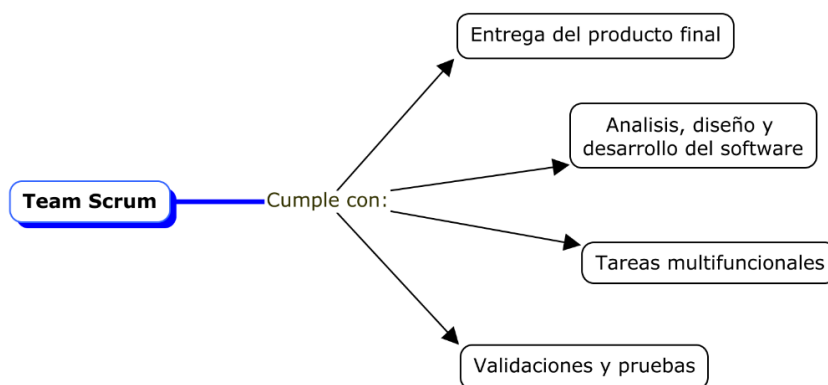 Entrega del producto final
Analisis, diseño y
desarrollo del software
Team Scrum
Cumple con:
Tareas multifuncionales
Validaciones y pruebas